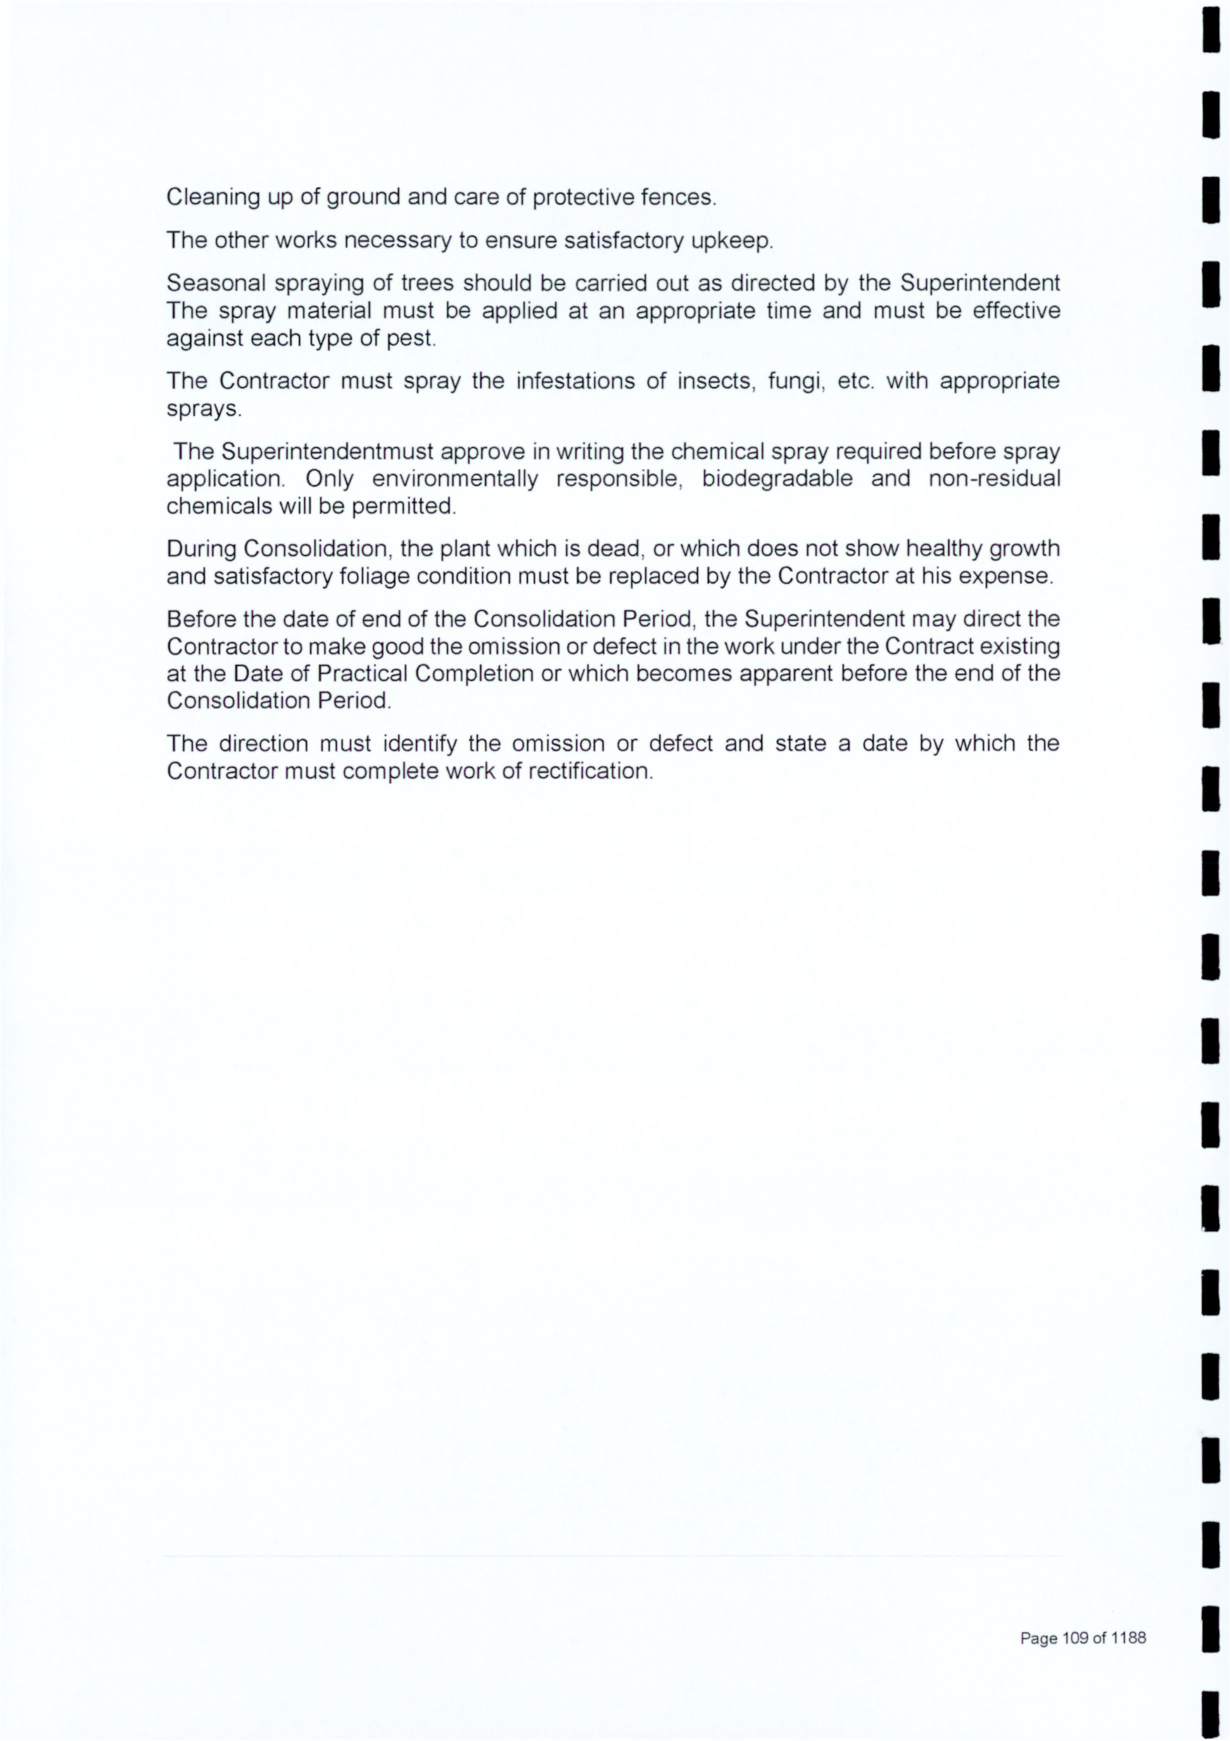 Cleaning up of ground and care of protective fences.
The other works necessary to ensure satisfactory upkeep.
Seasonal spraying of trees should be carried out as directed by the Superintendent
The spray material must be applied at an appropriate time and must be effective
against each type of pest.
The Contractor must spray the infestations of insects, fungi, etc. with appropriate
sprays.
The Superintendentmust approve in writing the chemical spray required before spray
application. Only environmentally responsible, biodegradable and non-residual
chemicals will be permitted.
During Consolidation, the plant which is dead, or which does not show healthy growth
and satisfactory foliage condition must be replaced by the Contractor at his expense.
Before the date of end of the Consolidation Period, the Superintendent may direct the
Contractor to make good the omission or defect in the work under the Contract existing
at the Date of Practical Completion or which becomes apparent before the end of the
Consolidation Period.
The direction must identify the omission or defect and state a date by which the
Contractor must complete work of rectification.
Page 109 of 1188